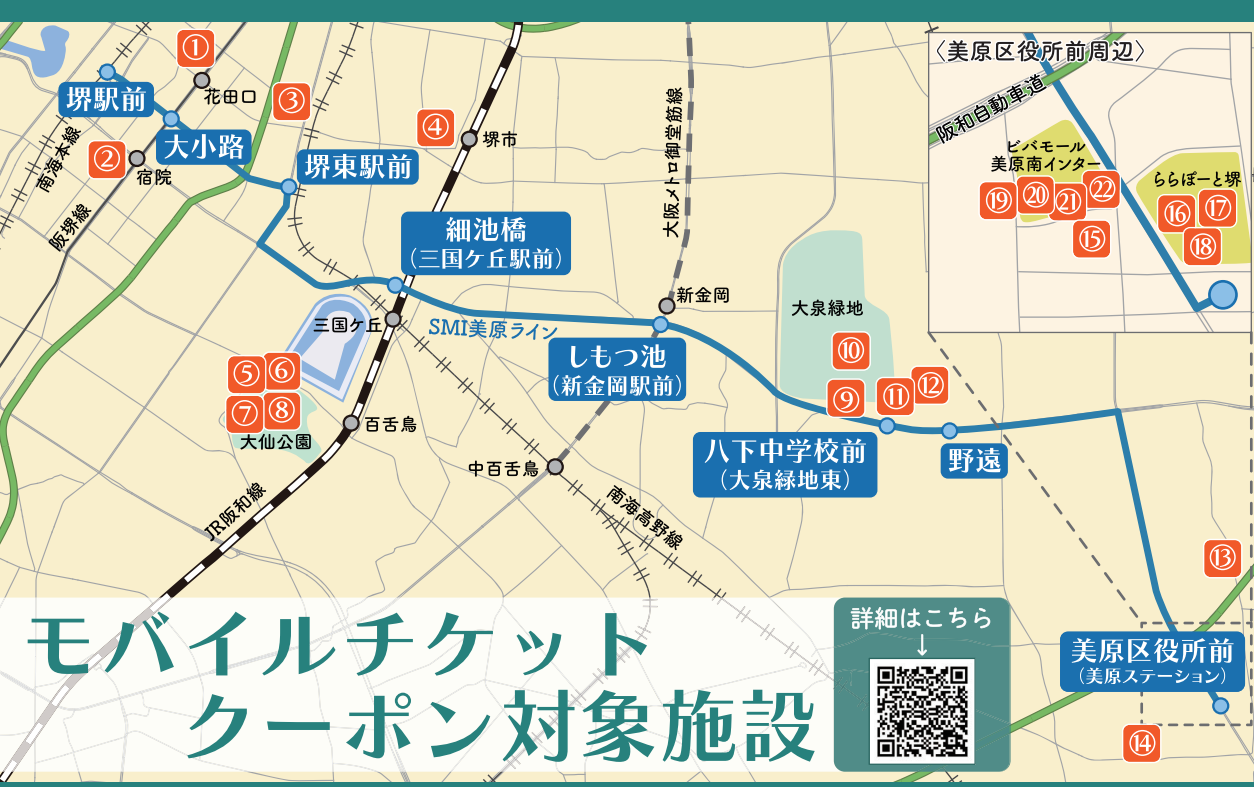 ①
花田口
堺駅前
大小路
南海本線
②
宿院
阪堺線
③
堺東駅前
④
堺市
細池橋
(三国ケ丘駅前)
三国ケ丘
SMI美原ライン
大阪メトロ御堂筋線
新金岡
しもつ池
(新金岡駅前)
⑤
⑥
⑦
⑧
大仙公園
百舌鳥
中百舌鳥
JR阪和線
南海高野線
大泉緑地
⑩
⑨
⑪
⑫
八下中学校前
(大泉緑地東)
野遠
〈美原区役所前周辺〉
阪和自動車道
ビバモール
美原南インター
⑲
⑳
㉑
㉒
⑮
ららぽーと堺
⑯
⑰
⑱
⑬
美原区役所前
(美原ステーション)
⑭
モバイルチケット
クーポン対象施設
詳細はこちら
↓